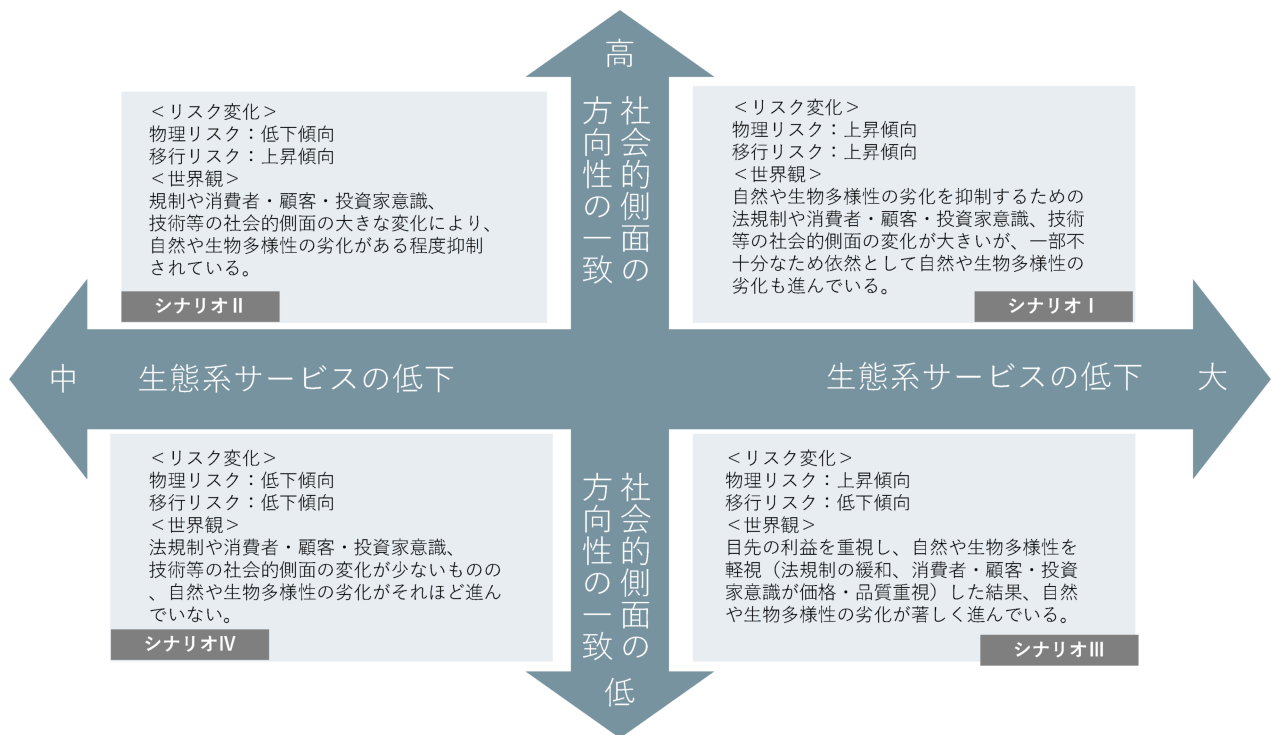 高
社会的側面の
方向性の一致
<リスク変化>
物理リスク：低下傾向
移行リスク：上昇傾向
<世界観>
規制や消費者・顧客・投資家意識、
技術等の社会的側面の大きな変化により、
自然や生物多様性の劣化がある程度抑制
されている。
シナリオⅡ
<リスク変化>
物理リスク：上昇傾向
移行リスク：上昇傾向
<世界観>
自然や生物多様性の劣化を抑制するための
法規制や消費者・顧客・投資家意識、技術
等の社会的側面の変化が大きいが、一部不
十分なため依然として自然や生物多様性の
劣化も進んでいる。
シナリオⅠ
中
生態系サービスの低下
生態系サービスの低下
大
<リスク変化>
物理リスク：低下傾向
移行リスク：低下傾向
<世界観>
法規制や消費者・顧客・投資家意識、
技術等の社会的側面の変化が少ないものの
、自然や生物多様性の劣化がそれほど進ん
でいない。
シナリオⅣ
社会的側面の
方向性の一致
低
<リスク変化>
物理リスク：上昇傾向
移行リスク：低下傾向
<世界観>
目先の利益を重視し、自然や生物多様性を
軽視（法規制の緩和、消費者・顧客・投資
家意識が価格・品質重視）した結果、自然
や生物多様性の劣化が著しく進んでいる。
シナリオⅢ